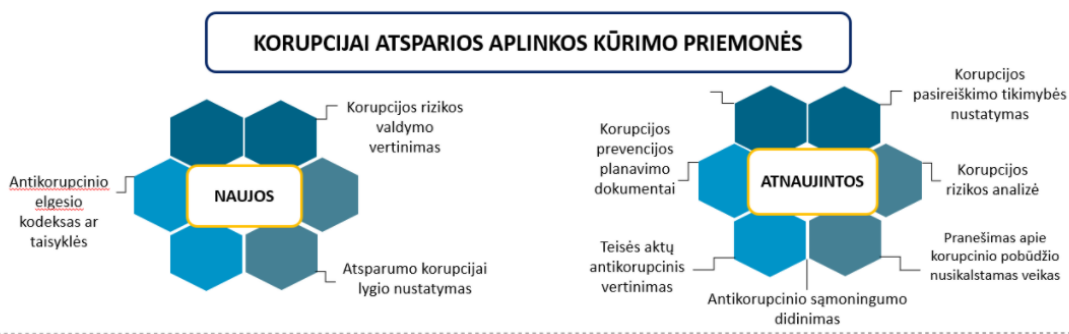 KORUPCIJAI ATSPARIOS APLINKOS KŪRIMO PRIEMONĖS
Korupcijos rizikos
valdymo
vertinimas
Antikorupcinio
elgesio
kodeksas ar
taisyklės
NAUJOS
Atsparumo korupcijai
lygio nustatymas
Korupcijos
pasireiškimo tikimybės
nustatymas
Korupcijos
prevencijos
planavimo
dokumentai
ATNAUJINTOS
Korupcijos
rizikos analizė
Teisės aktų
antikorupcinis
vertinimas
Pranešimas apie
korupcinio pobūdžio
nusikalstamas veikas
Antikorupcinio sąmoningumo
didinimas